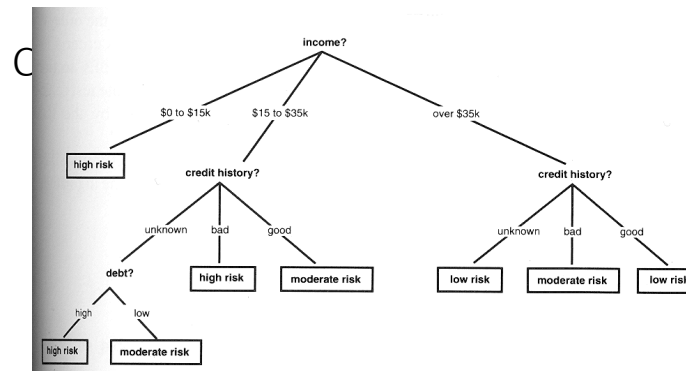 C
income?
$0 to $15k $15 to $35k over $35k
high risk
credit history? credit history?
unknown bad good unknown bad good
debt? high risk moderate risk low risk moderate risk low risk
high low
high risk moderate risk